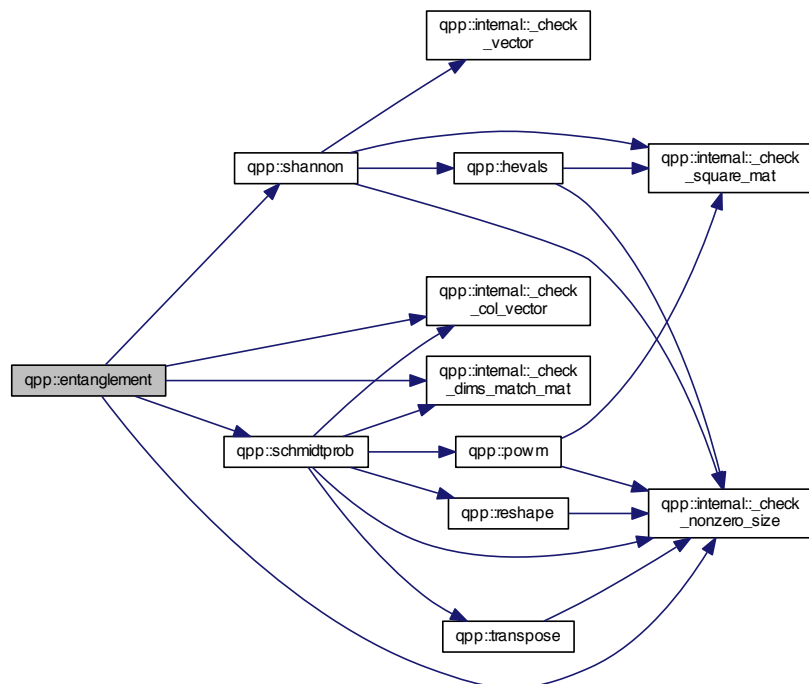 qpp::internal::_check
_vector
qpp::shannon
qpp::hevals
qpp::internal::_check
_square_mat
qpp::internal::_check
_col_vector
qpp::entanglement
qpp::internal::_check
_dims_match_mat
qpp::schmidtprob
qpp::powm
qpp::reshape
qpp::internal::_check
_nonzero_size
qpp::transpose